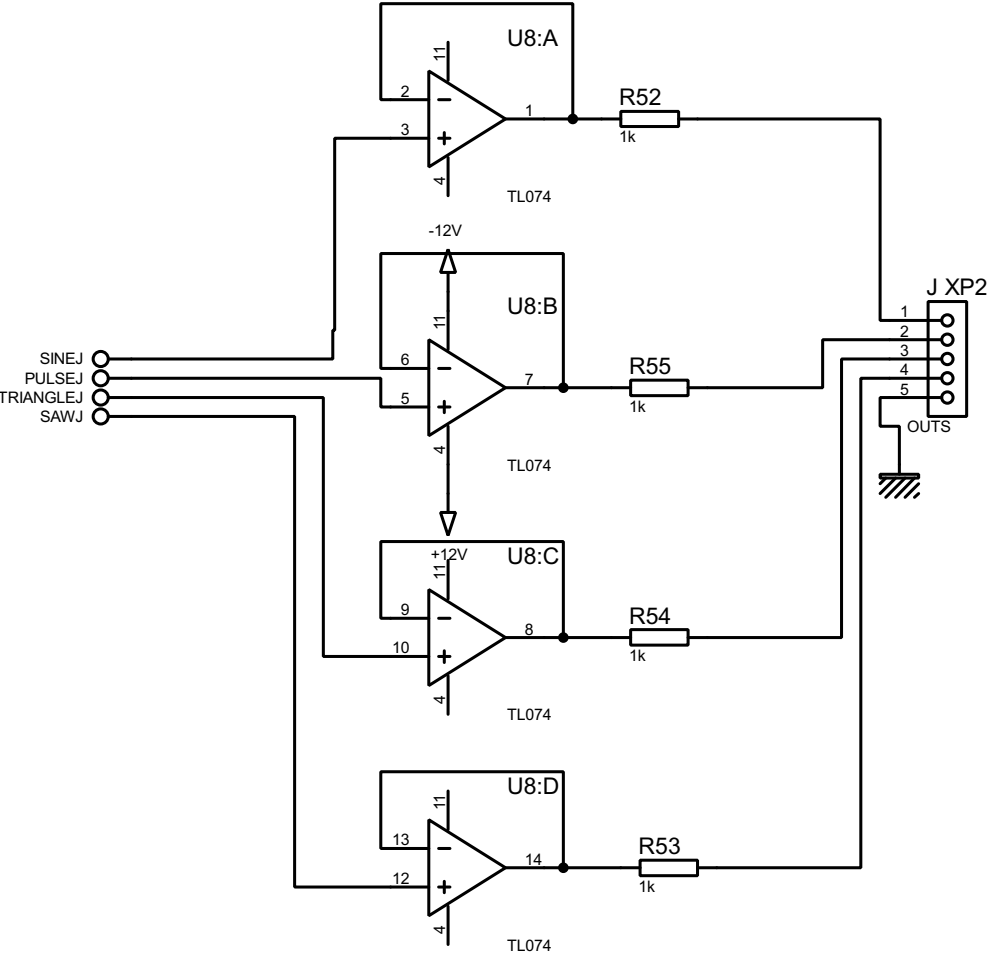 U8:A
11
2
3
1
4
TL074
R52
1k
-12V
U8:B
11
6
5
7
4
TL074
R55
1k
+12V
SINEJ
PULSEJ
TRIANGLEJ
SAWJ
J XP2
1
2
3
4
5
OUTS
U8:C
11
9
10
8
4
TL074
R54
1k
U8:D
11
13
12
14
4
TL074
R53
1k